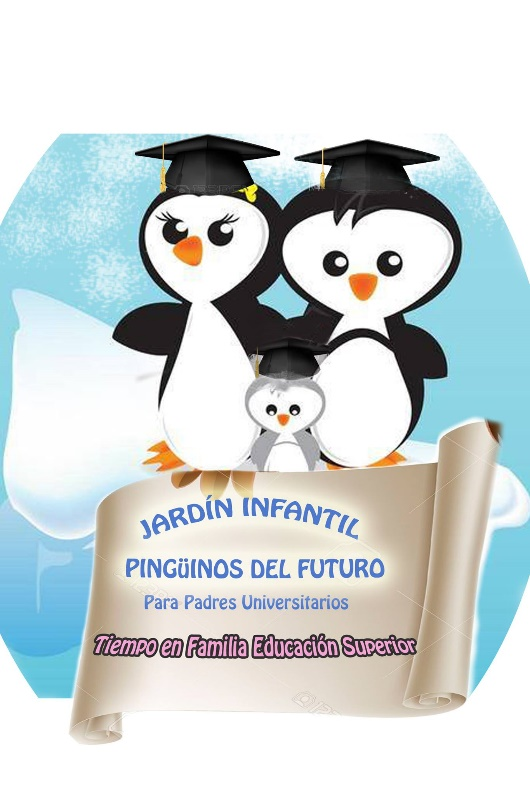 JARDÍN INFANTIL
PINGÜINOS DEL FUTURO
Para Padres Universitarios
Tiempo en Familia Educación Superior